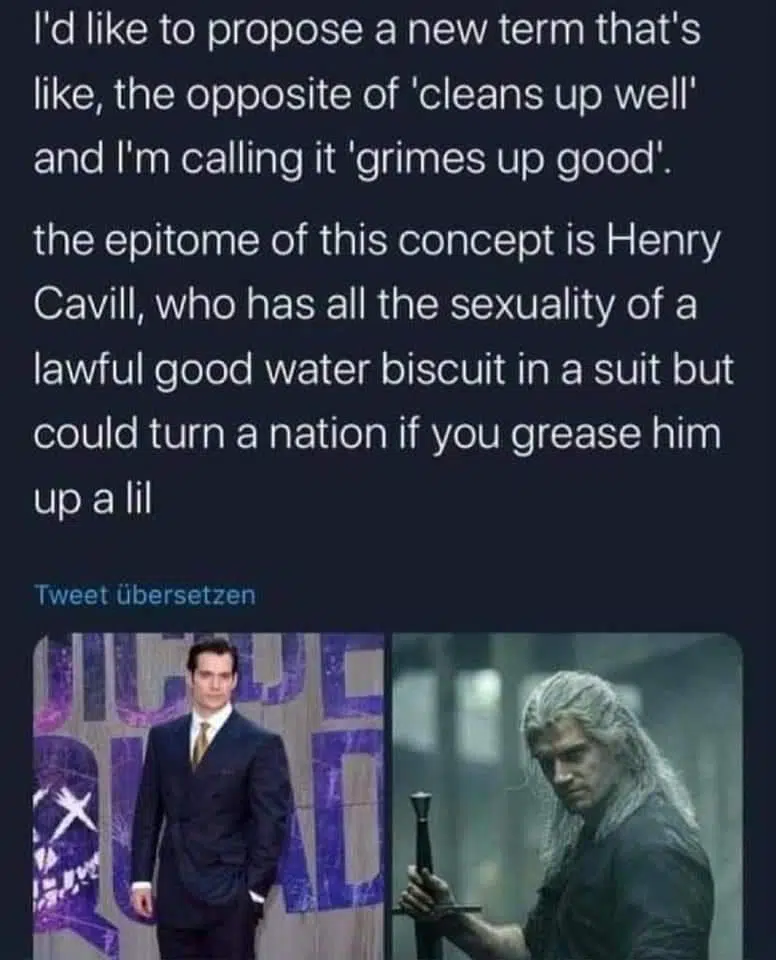 I'd like to propose a new term that's
like, the opposite of 'cleans up well'
and I'm calling it 'grimes up good'.
the epitome of this concept is Henry
Cavill, who has all the sexuality of a
lawful good water biscuit in a suit but
could turn a nation if you grease him
up a lil
Tweet übersetzen